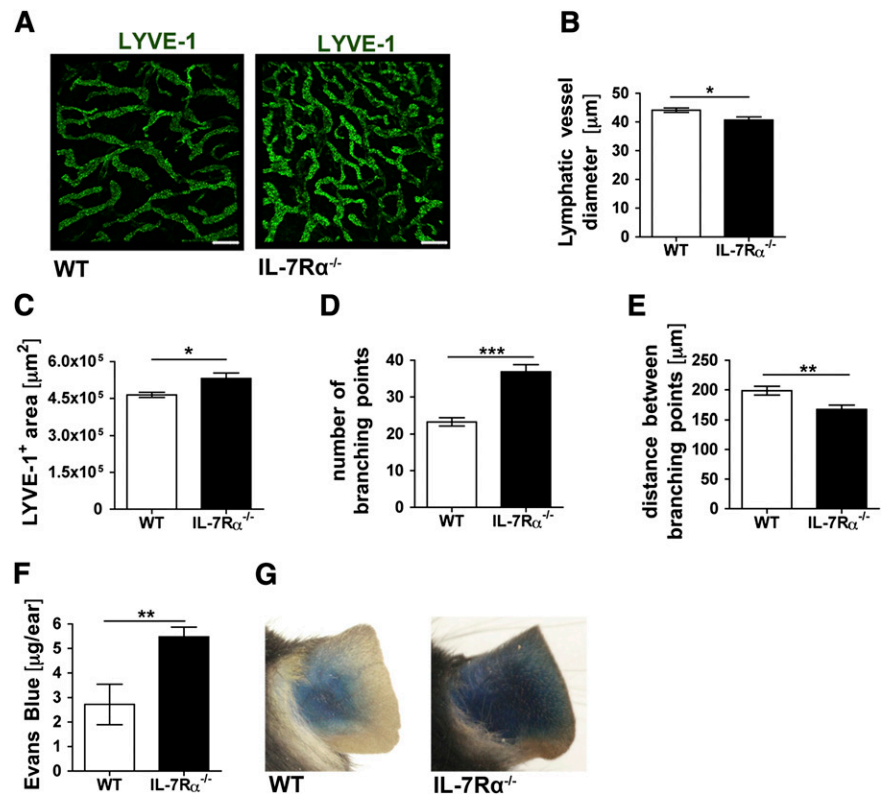 A
LYVE-1
LYVE-1
WT
IL-7Rα-/-
B
Lymphatic vessel
diameter [µm]
50
40
30
20
10
0
*
WT
IL-7Rα-/-
C
LYVE-1+ area [µm2]
6.0x105
4.5x105
3.0x105
1.5x105
0
*
WT
IL-7Rα-/-
D
number of
branching points
40
30
20
10
0
***
WT
IL-7Rα-/-
E
distance between
branching points [µm]
250
200
150
100
50
0
**
WT
IL-7Rα-/-
F
Evans Blue [µg/ear]
6
5
4
3
2
1
0
**
WT
IL-7Rα-/-
G
WT
IL-7Rα-/-